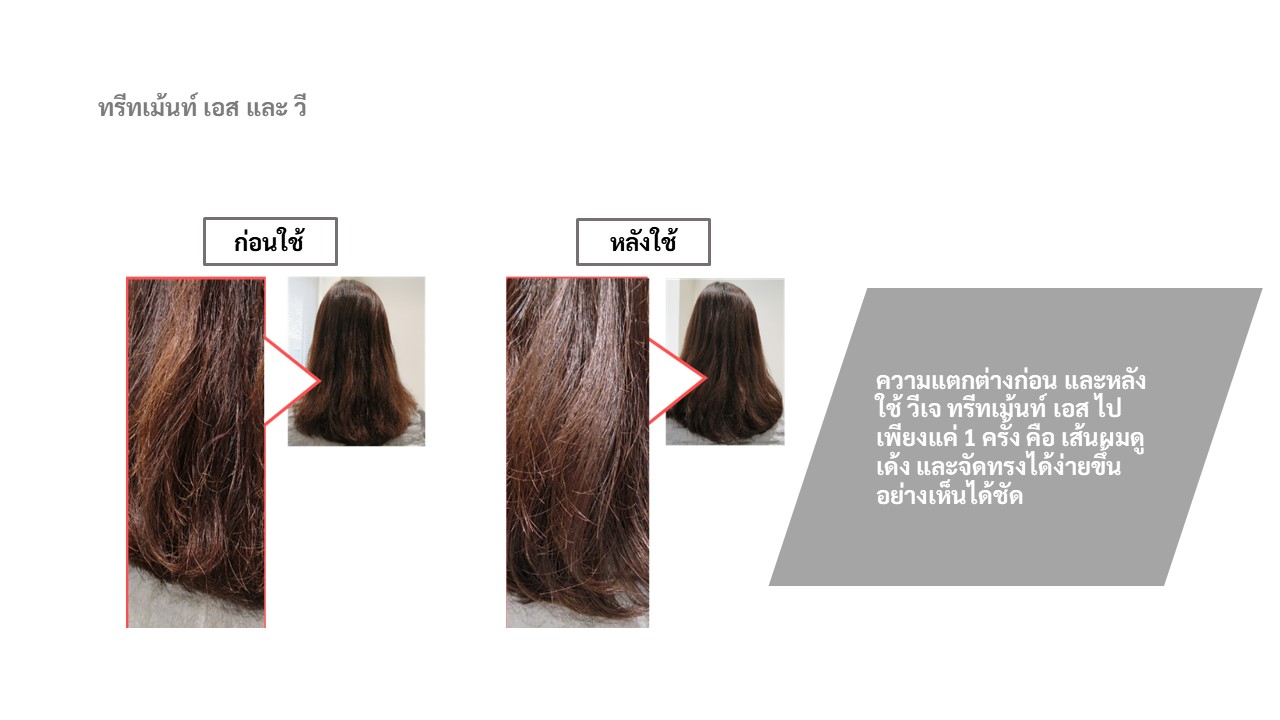 ทรีทเม้นท์ เอส และ วี
ก่อนใช้
หลังใช้
ความแตกต่างก่อน และหลัง
ใช้ วีเจ ทรีทเม้นท์ เอส ไป
เพียงแค่ 1 ครั้ง คือ เส้นผมดู
เด้ง และจัดทรงได้ง่ายขึ้น
อย่างเห็นได้ชัด